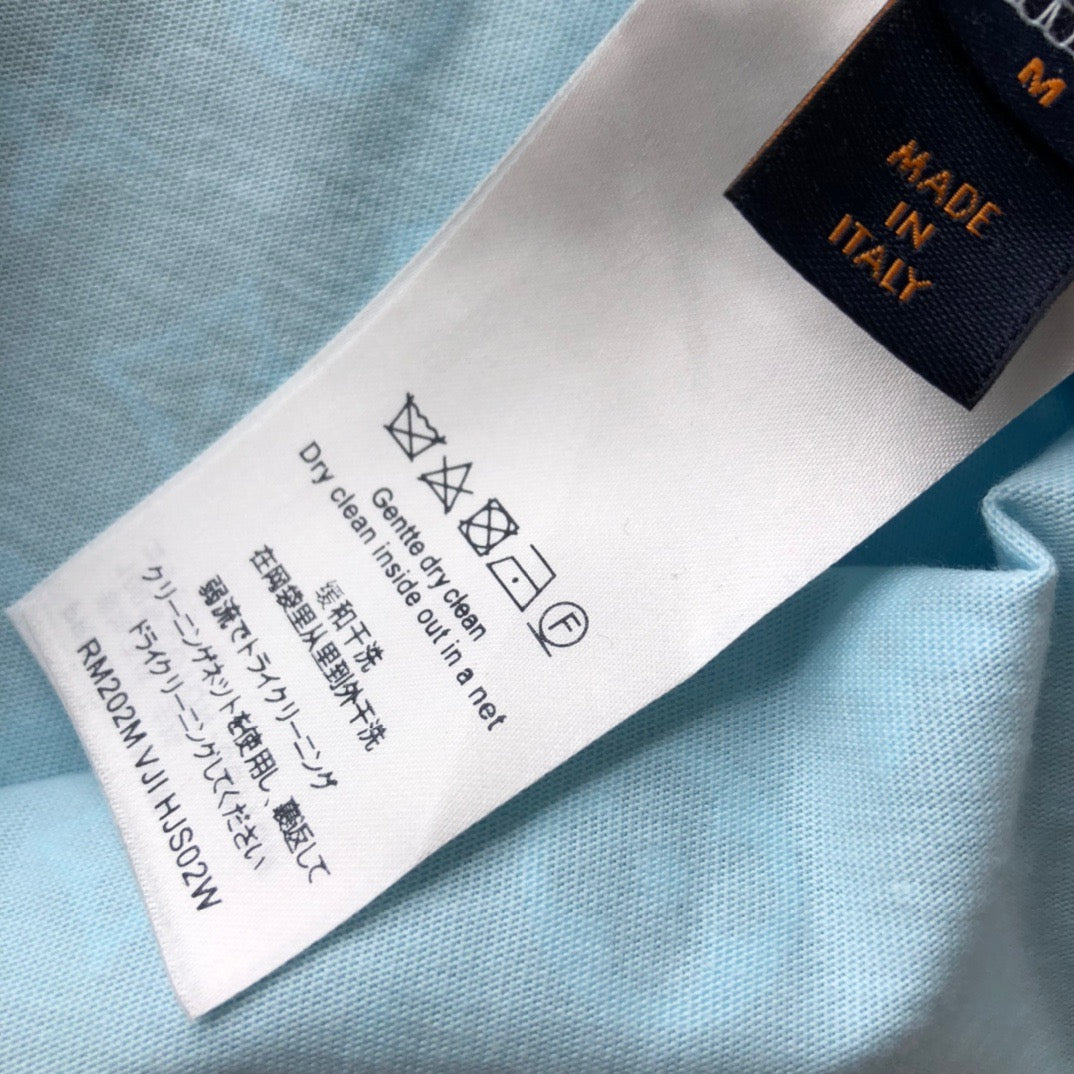 M
MADE
IN
ITALY
F
Gentte dry clean
Dry clean inside out in a net
缓和干洗
在网袋里从里到外干洗
弱流でトライクリーニング
クリーニンゲネツトを使用し、裏返して
ドライクリーニングしてください
RM202M VJI HJS02W